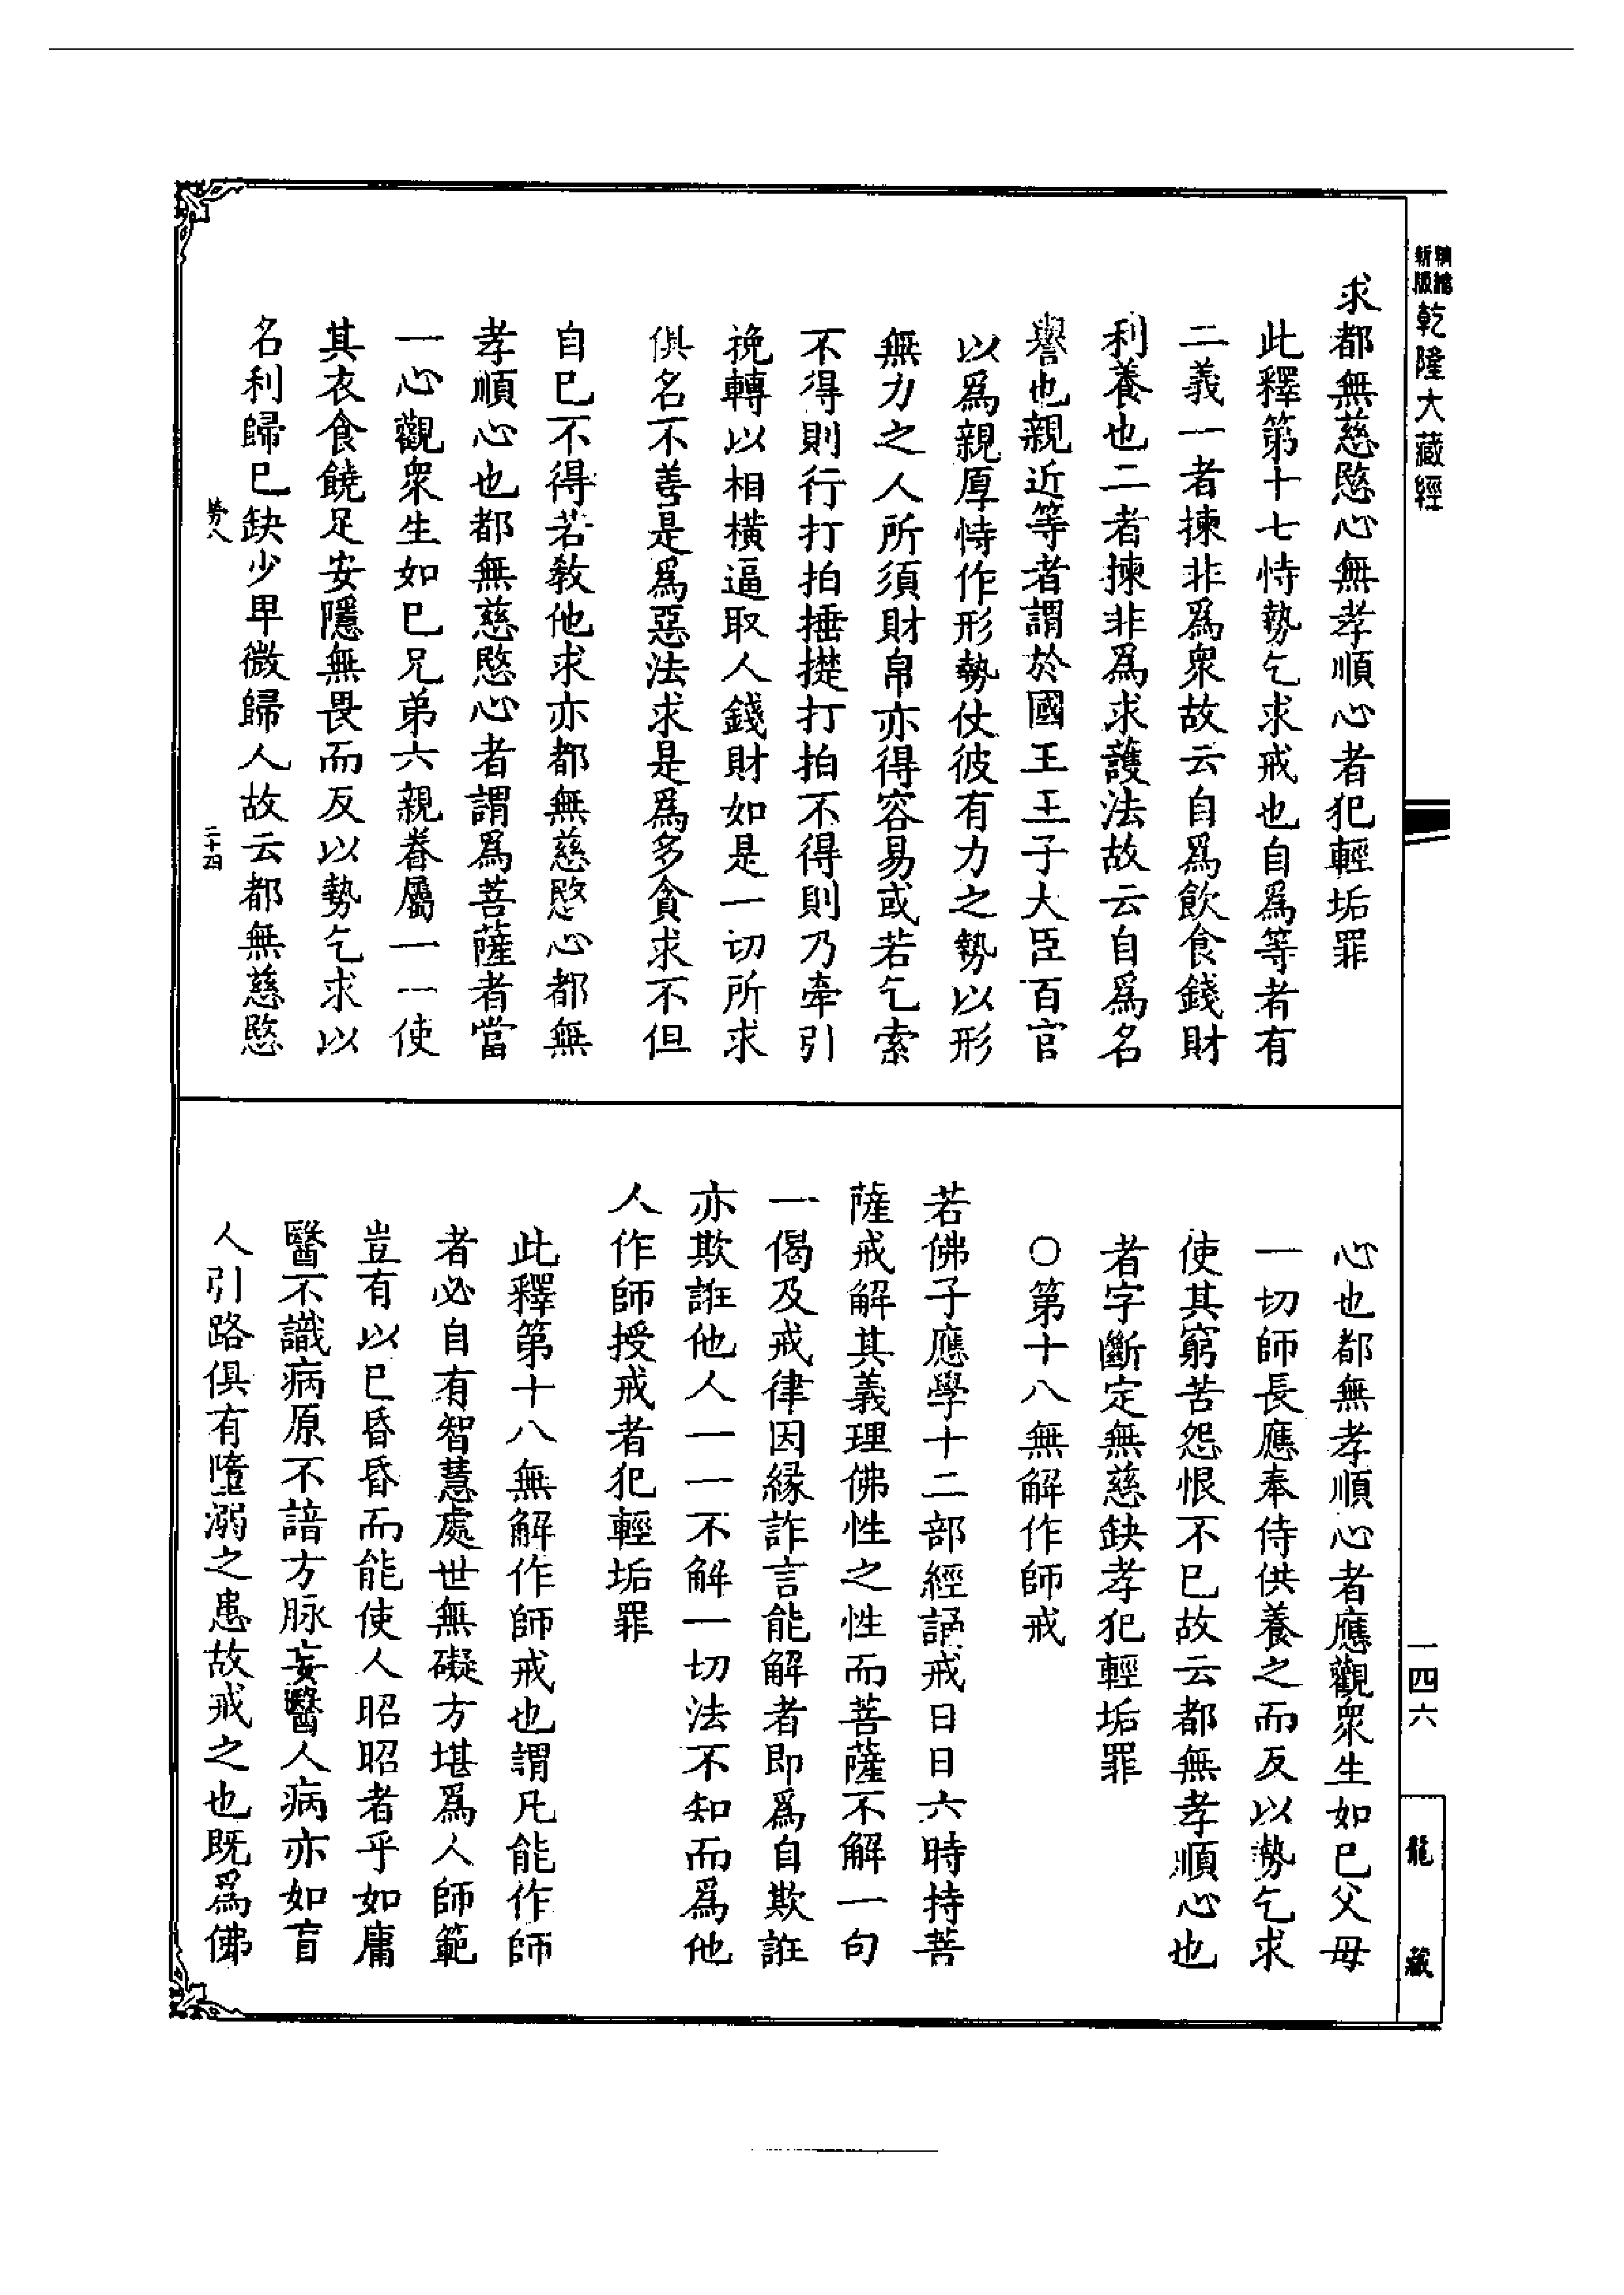 精縮新版乾隆大藏經
求都無慈愍心無孝順心者犯輕垢罪
此釋第十七恃勢乞求戒也自爲等者有
二義一者揀非爲衆故云自爲飲食錢財
利養也二者揀非爲求護法故云自爲名
譽也親近等者謂於國王王子大臣百官
以爲親厚恃作形勢仗彼有力之勢以形
無力之人所須財帛亦得容易或若乞索
不得則行打拍捶㨝打拍不得則乃牽引
挽轉以相橫逼取人錢財如是一切所求
俱名不善是爲惡法求是爲多貪求不但
自巳不得若敎他求亦都無慈愍心都無
孝順心也都無慈愍心者謂爲菩薩者當
一心觀衆生如巳兄弟六親眷屬一一使
其衣食饒足安隱無畏而反以勢乞求以
名利歸巳缺少卑微歸人故云都無慈愍
二十四
心也都無孝順心者應觀衆生如巳父母
一切師長應奉侍供養之而反以勢乞求
使其窮苦怨恨不巳故云都無孝順心也
者字斷定無慈缺孝犯輕垢罪
○第十八無解作師戒
若佛子應學十二部經誦戒日日六時持菩
薩戒解其義理佛性之性而菩薩不解一句
一偈及戒律因緣詐言能解者即爲自欺誑
亦欺誑他人一一不解一切法不知而爲他
人作師授戒者犯輕垢罪
此釋第十八無解作師戒也謂凡能作師
者必自有智慧處世無礙方堪爲人師範
豈有以巳昏昏而能使人昭昭者乎如庸
醫不識病原不諳方脉妄醫人病亦如盲
人引路俱有墮溺之患故戒之也既爲佛
一四六
龍藏